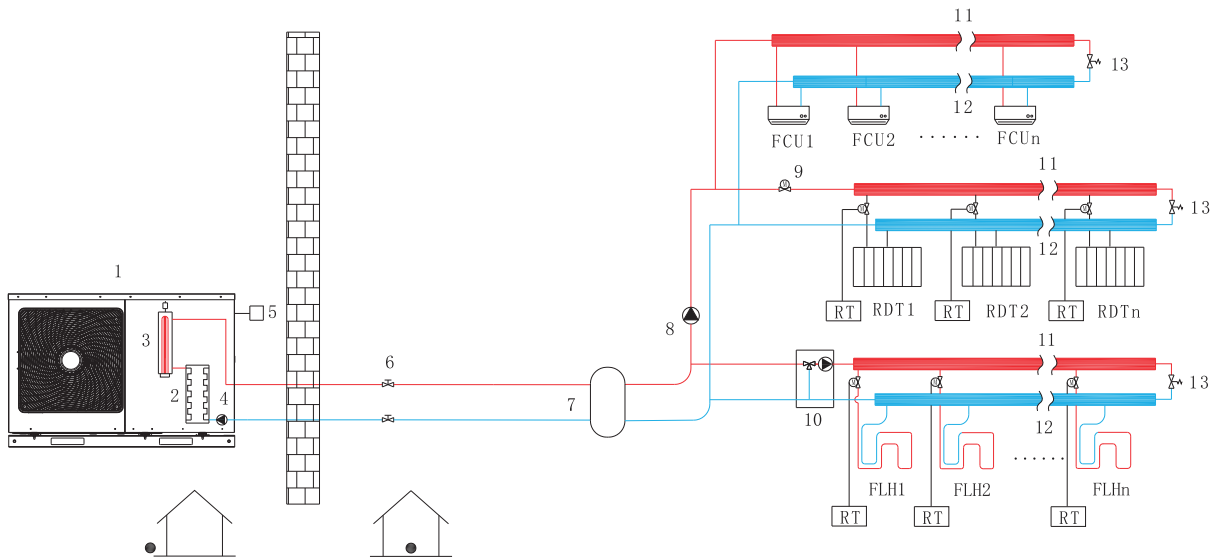 11
13
12
FCU1
FCU2
......
FCUn
9
11
13
12
RDT1
RDT2
RDTn
RT
RT
RT
1
5
3
2
4
6
7
8
10
11
13
12
......
FLH1
FLH2
FLHn
RT
RT
RT
M
M
M
M
M
M
M